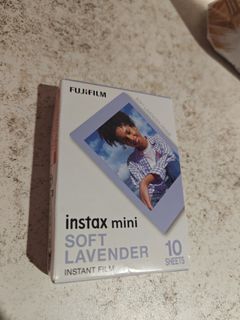 FUJIFILM
instax mini
SOFT
LAVENDER
10
SHEETS
INSTANT FILM